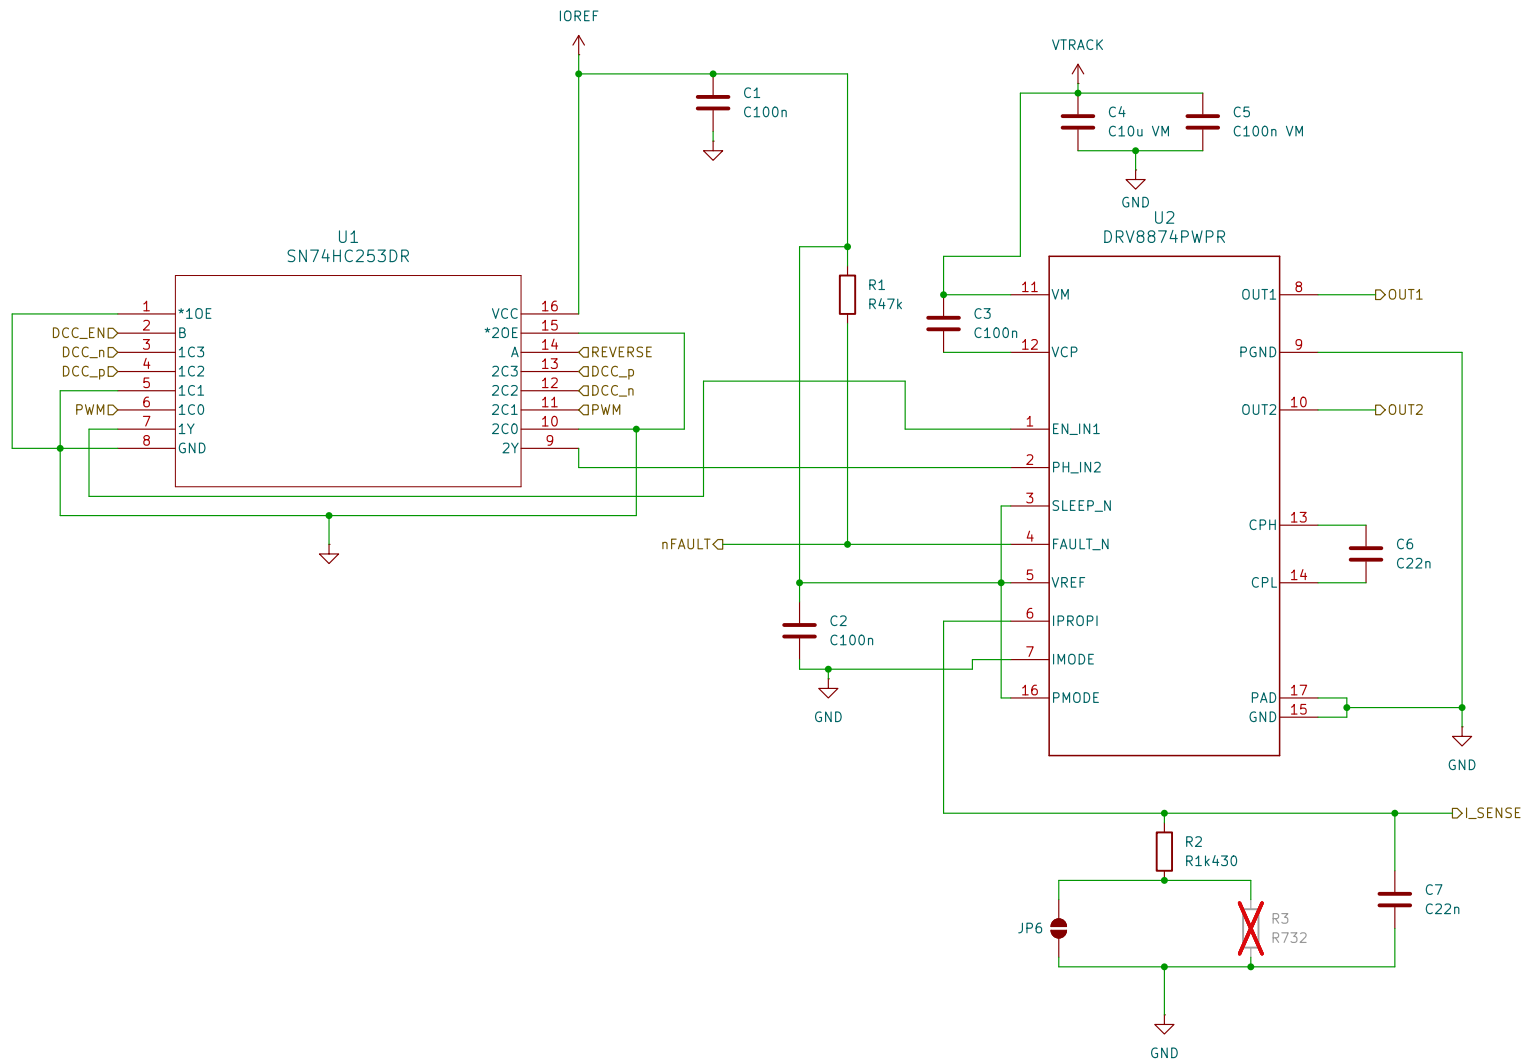 IOREF
VTRACK
C1
C100n
C4
C10u VM
C5
C100n VM
GND
U1
SN74HC253DR
U2
DRV8874PWPR
1 *1OE
DCC_EN 2 B
DCC_n 3 1C3
DCC_p 4 1C2
5 1C1
PWM 6 1C0
7 1Y
8 GND
VCC 16
*2OE 15
A 14 REVERSE
2C3 13 DCC_p
2C2 12 DCC_n
2C1 11 PWM
2C0 10
2Y 9
R1
R47k
C3
C100n
11 VM
12 VCP
1 EN_IN1
2 PH_IN2
3 SLEEP_N
nFAULT 4 FAULT_N
5 VREF
6 IPROPI
7 IMODE
16 PMODE
OUT1 8 OUT1
PGND 9
OUT2 10 OUT2
CPH 13
CPL 14
PAD 17
GND 15
C6
C22n
C2
C100n
GND
GND
I_SENSE
R2
R1k430
JP6
R3
R732
C7
C22n
GND